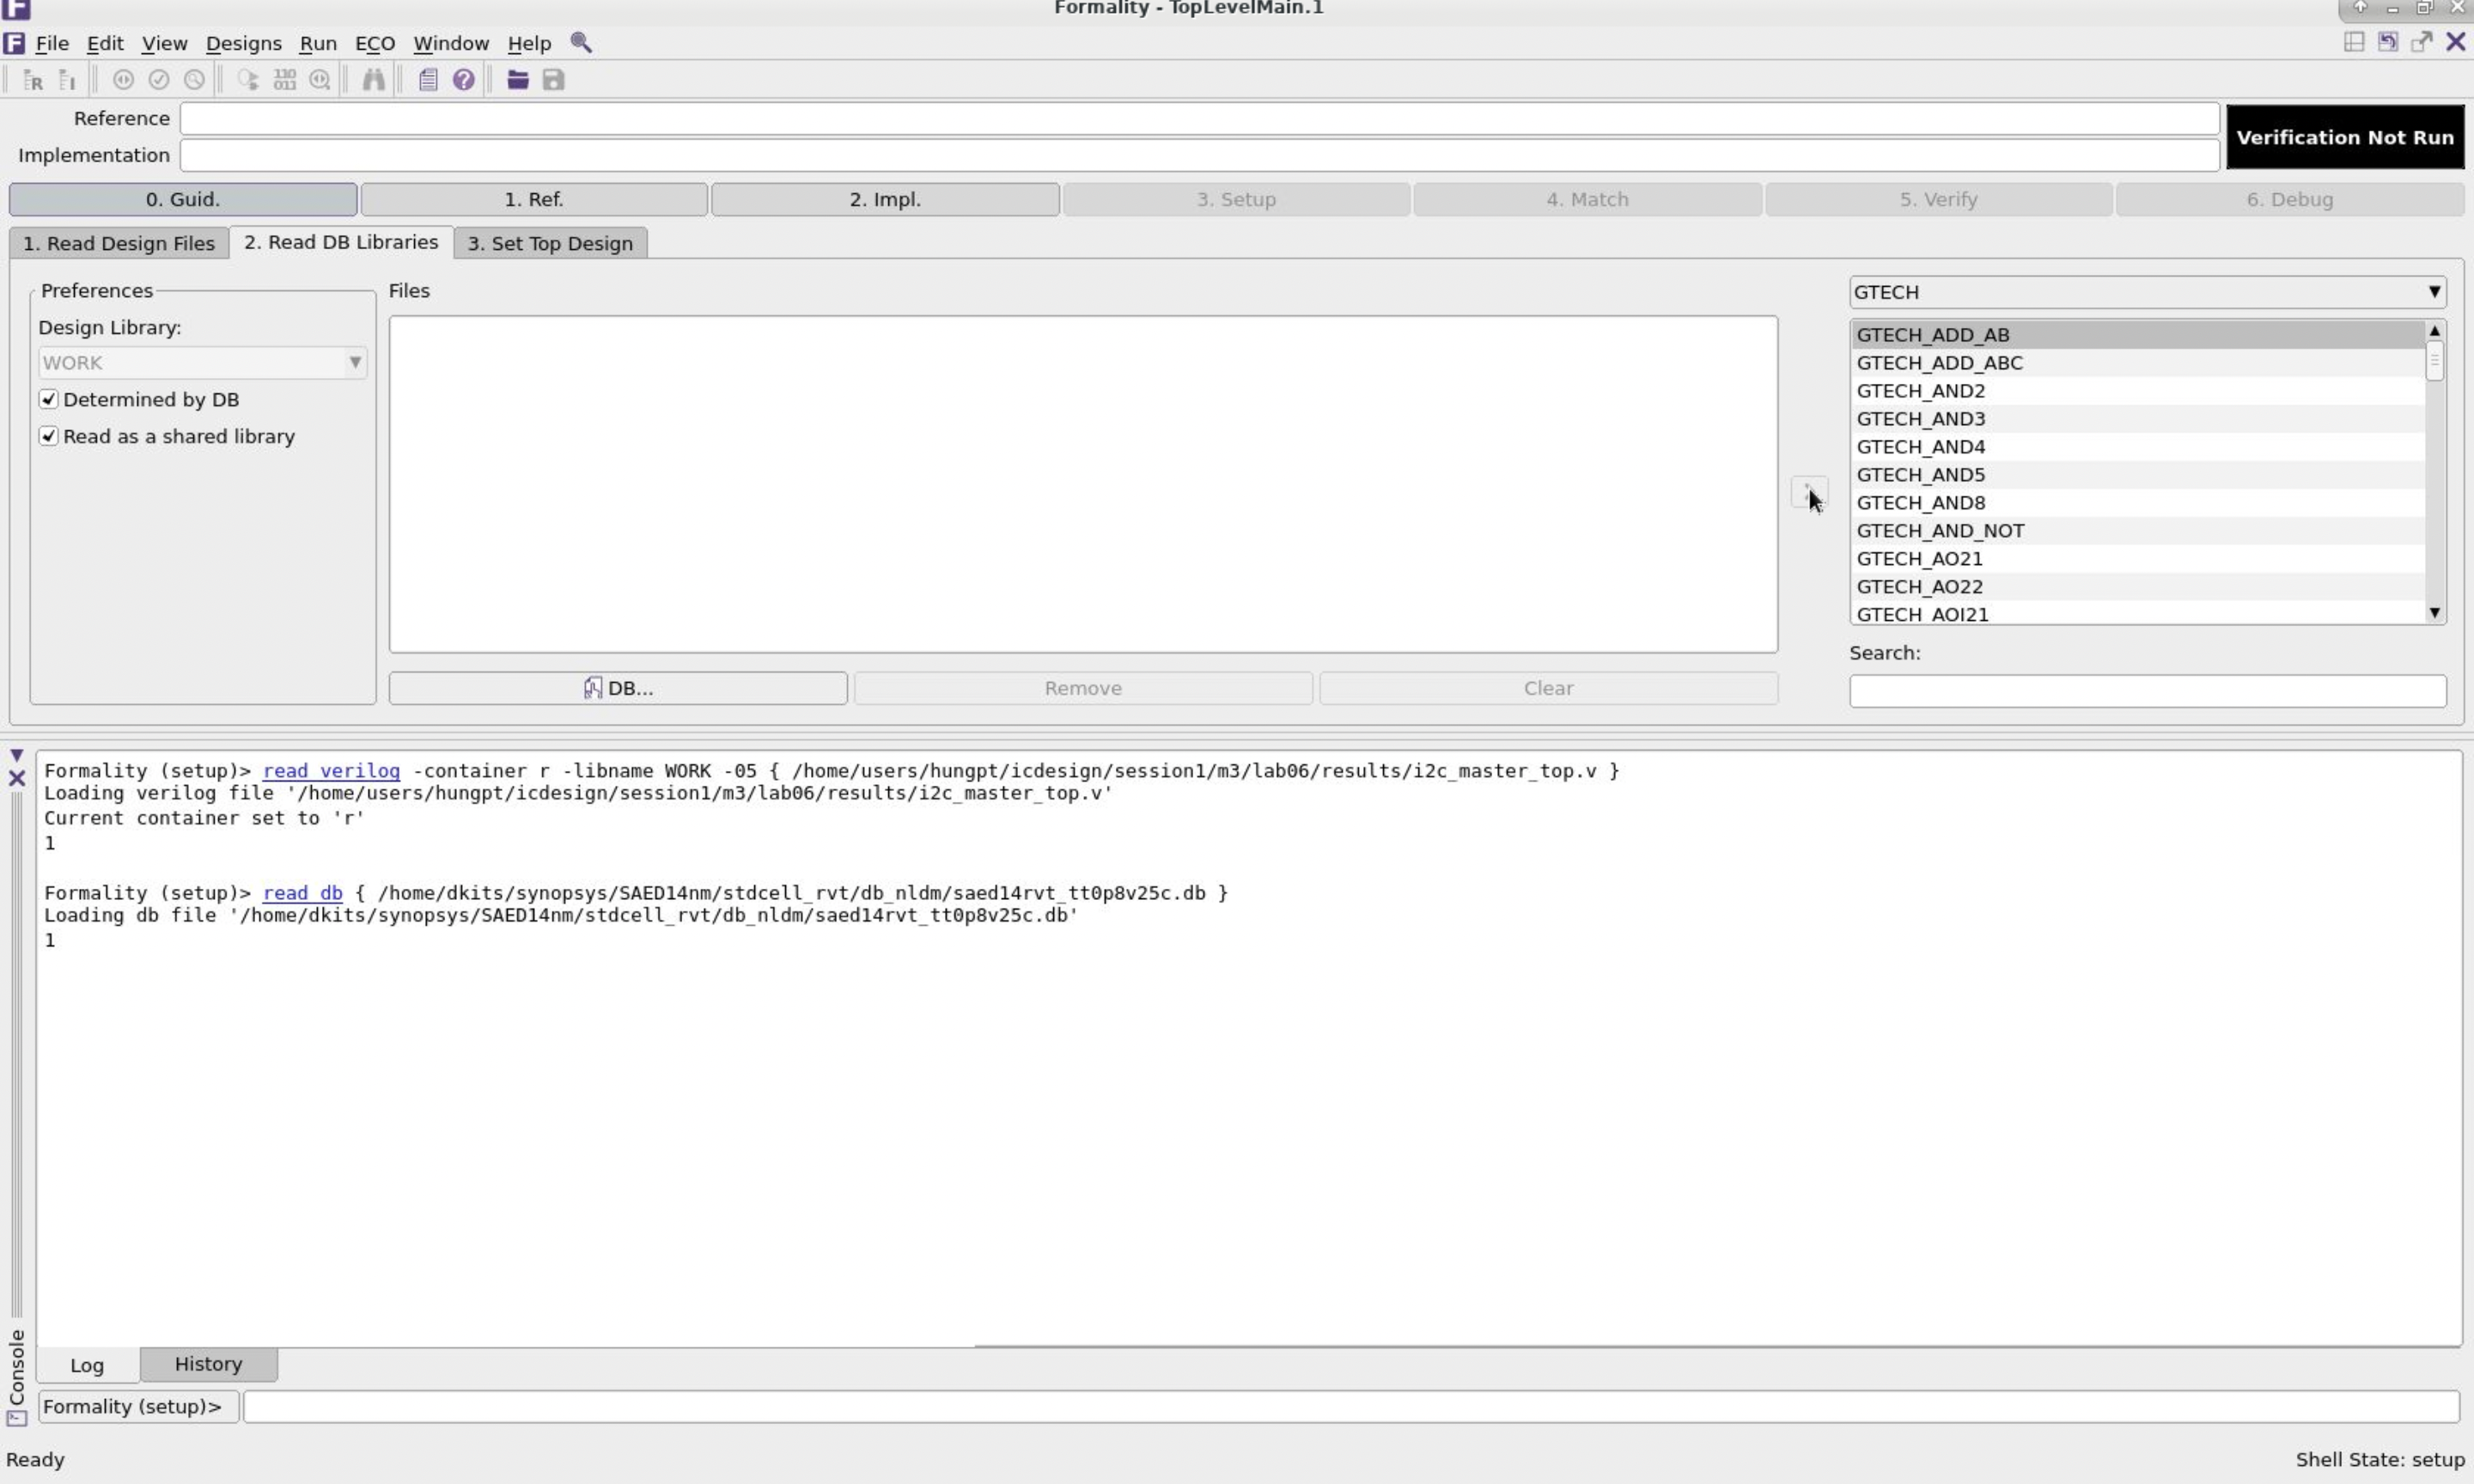 Formality - TopLevelMain.1
File Edit View Designs Run ECO Window Help
Reference
Verification Not Run
Implementation
0. Guid. 1. Ref. 2. Impl. 3. Setup 4. Match 5. Verify 6. Debug
1. Read Design Files 2. Read DB Libraries 3. Set Top Design
Preferences
Design Library:
WORK
Determined by DB
Read as a shared library
Files
DB... Remove Clear
GTECH
GTECH_ADD_AB
GTECH_ADD_ABC
GTECH_AND2
GTECH_AND3
GTECH_AND4
GTECH_AND5
GTECH_AND8
GTECH_AND_NOT
GTECH_AO21
GTECH_AO22
GTECH_AOI21
Search:
Formality (setup)> read_verilog -container r -libname WORK -05 { /home/users/hungpt/icdesign/session1/m3/lab06/results/i2c_master_top.v }
Loading verilog file '/home/users/hungpt/icdesign/session1/m3/lab06/results/i2c_master_top.v'
Current container set to 'r'
1
Formality (setup)> read_db { /home/dkits/synopsys/SAED14nm/stdcell_rvt/db_nldm/saed14rvt_tt0p8v25c.db }
Loading db file '/home/dkits/synopsys/SAED14nm/stdcell_rvt/db_nldm/saed14rvt_tt0p8v25c.db'
1
Console
Log History
Formality (setup)>
Ready
Shell State: setup